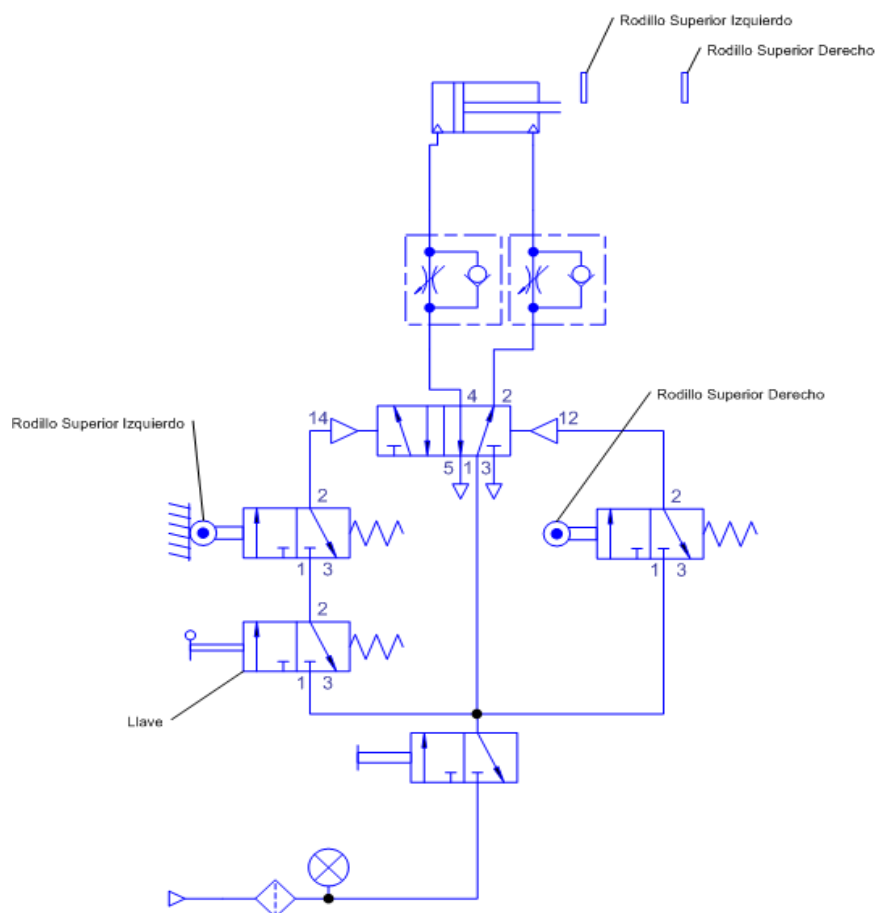 Rodillo Superior Izquierdo
Rodillo Superior Derecho
Rodillo Superior Derecho
4 2
14 12
Rodillo Superior Izquierdo
5 1 3
2 2
1 3 1 3
2
1 3
Llave